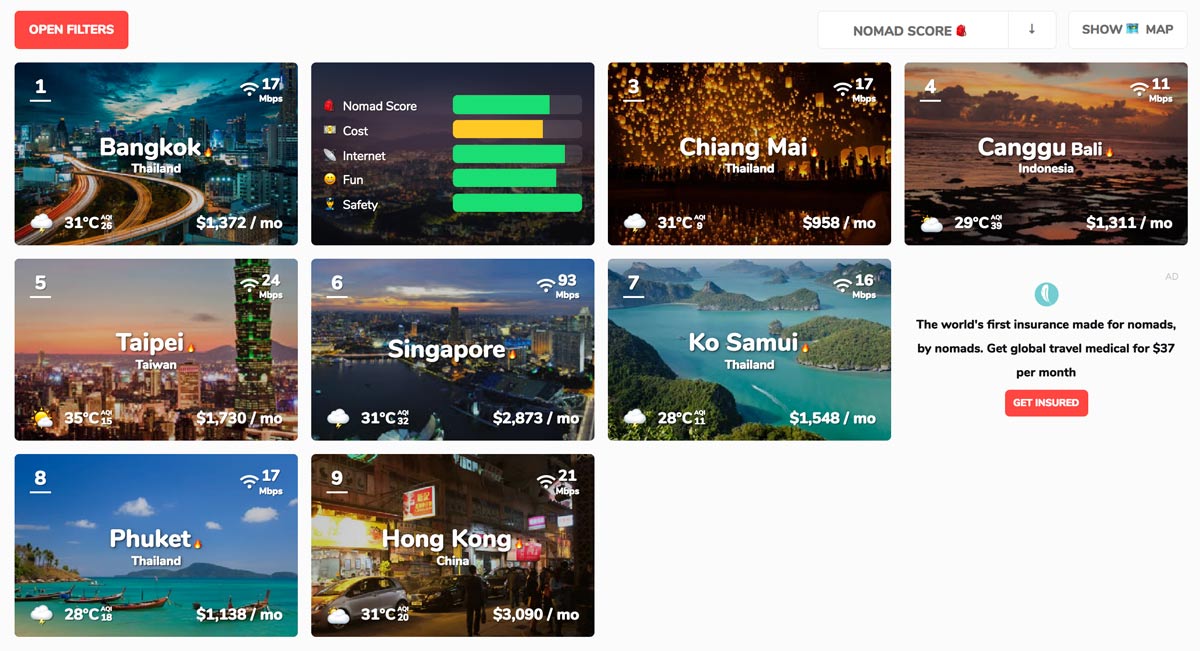 OPEN FILTERS
NOMAD SCORE
↓
SHOW MAP
1
17
Mbps
Bangkok
Thailand
31°C AQI 26
$1,372 / mo
Nomad Score
Cost
Internet
Fun
Safety
3
17
Mbps
Chiang Mai
Thailand
31°C AQI 9
$958 / mo
4
11
Mbps
Canggu Bali
Indonesia
29°C AQI 39
$1,311 / mo
5
24
Mbps
Taipei
Taiwan
35°C AQI 15
$1,730 / mo
6
93
Mbps
Singapore
31°C AQI 32
$2,873 / mo
7
16
Mbps
Ko Samui
Thailand
28°C AQI 11
$1,548 / mo
AD
The world's first insurance made for nomads,
by nomads. Get global travel medical for $37
per month
GET INSURED
8
17
Mbps
Phuket
Thailand
28°C AQI 18
$1,138 / mo
9
21
Mbps
Hong Kong
China
31°C AQI 20
$3,090 / mo